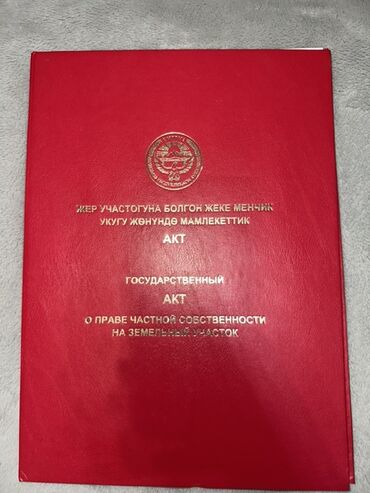 ЖЕР УЧАСТОГУНА БОЛГОН ЖЕКЕ МЕНЧИК
УКУГУ ЖӨНҮНДӨ МАМЛЕКЕТТИК
АКТ
ГОСУДАРСТВЕННЫЙ
АКТ
О ПРАВЕ ЧАСТНОЙ СОБСТВЕННОСТИ
НА ЗЕМЕЛЬНЫЙ УЧАСТОК